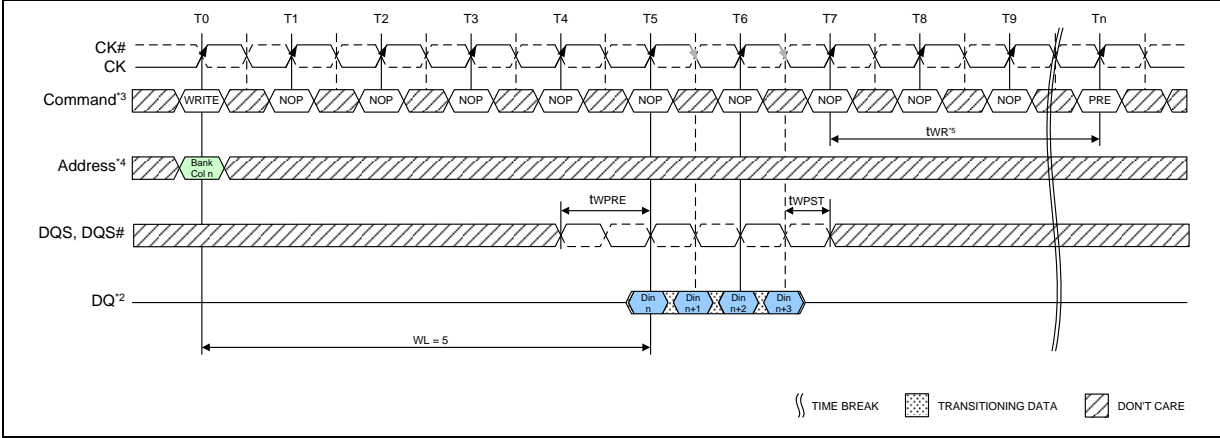 T0 T1 T2 T3 T4 T5 T6 T7 T8 T9 Tn
CK#
CK
Command*3 WRITE NOP NOP NOP NOP NOP NOP NOP NOP NOP PRE
tWR*5
Address*4 Bank
Col n
tWPRE tWPST
DQS, DQS#
DQ*2 Din Din Din Din
n n+1 n+2 n+3
WL = 5
TIME BREAK TRANSITIONING DATA DON'T CARE